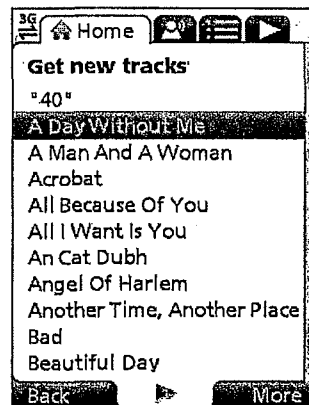 3G
Home
Get new tracks
"40"
A Day Without Me
A Man And A Woman
Acrobat
All Because Of You
All I Want Is You
An Cat Dubh
Angel Of Harlem
Another Time, Another Place
Bad
Beautiful Day
Back More